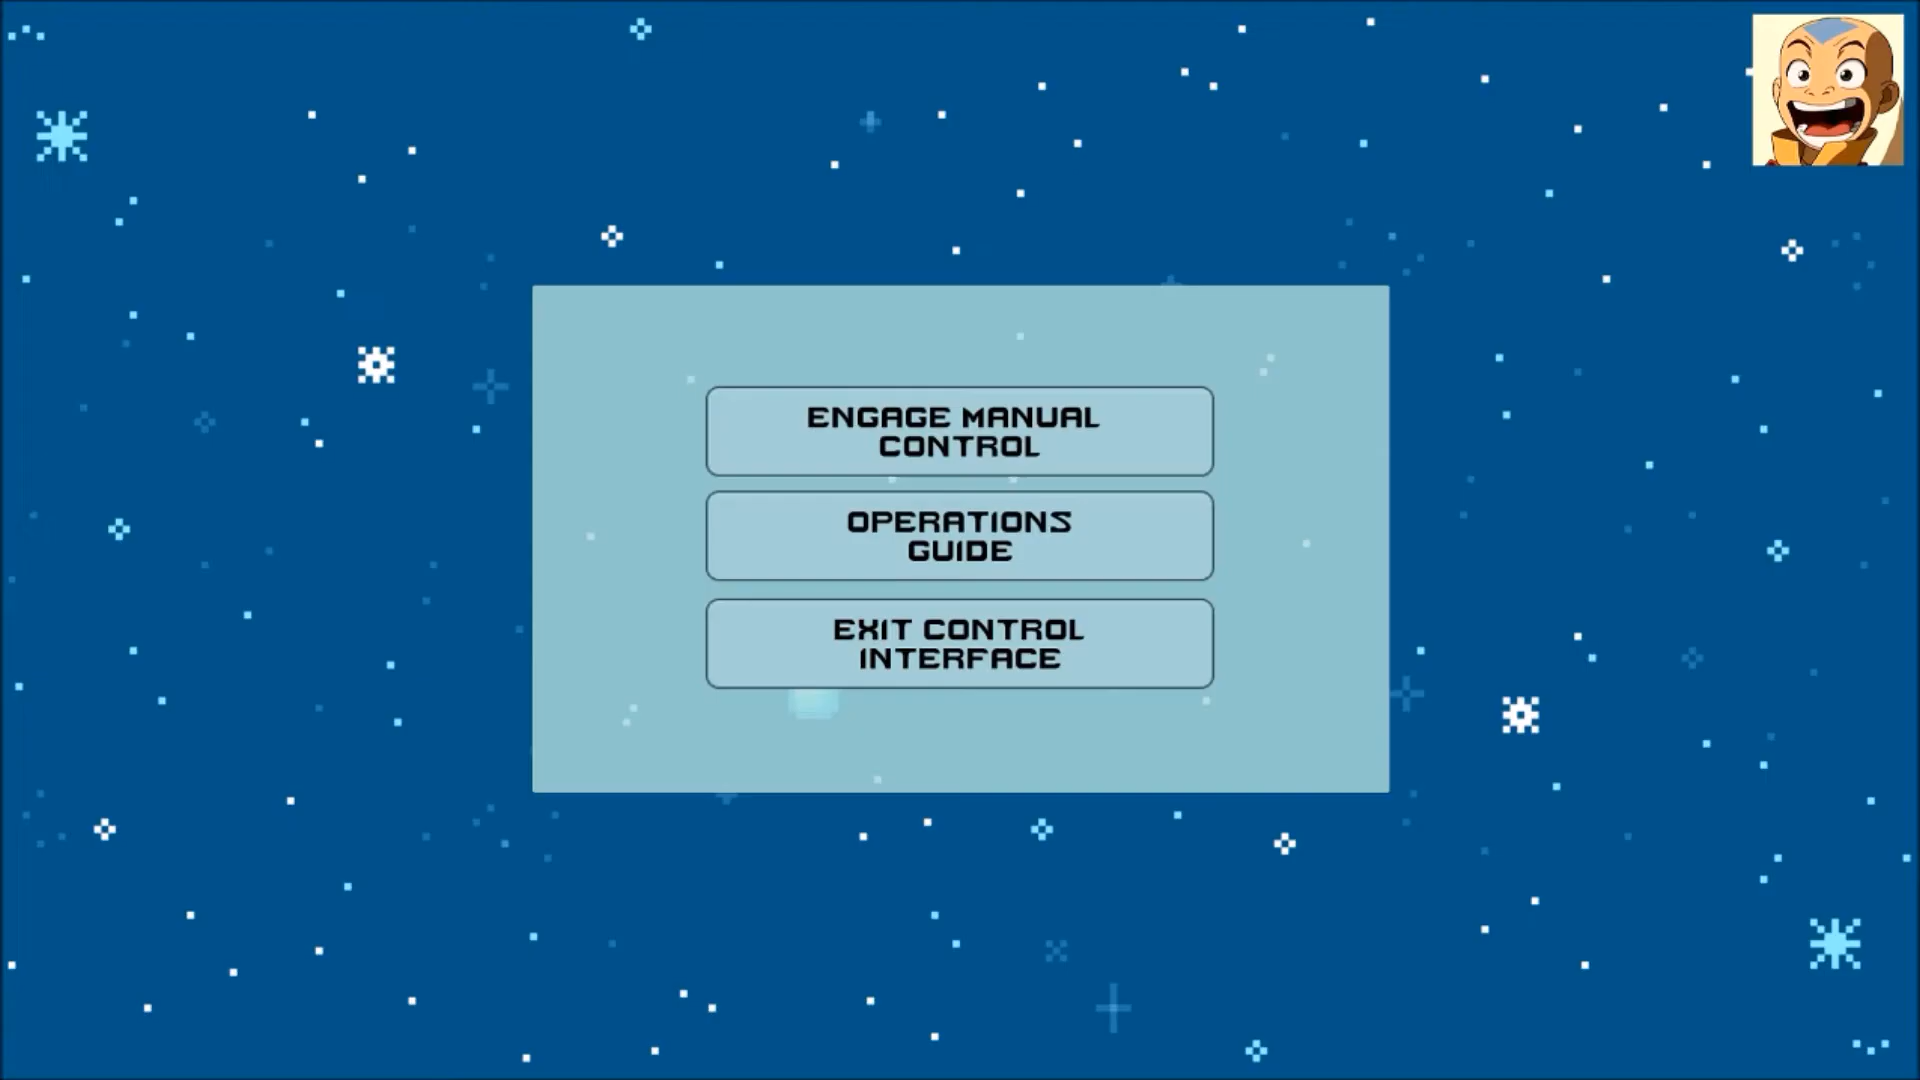 ENGAGE MANUAL
CONTROL
OPERATIONS
GUIDE
EXIT CONTROL
INTERFACE